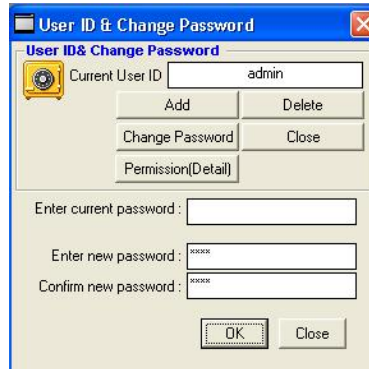 User ID & Change Password
User ID& Change Password
Current User ID admin
Add Delete
Change Password Close
Permission(Detail)
Enter current password :
Enter new password : ****
Confirm new password : ****
OK Close